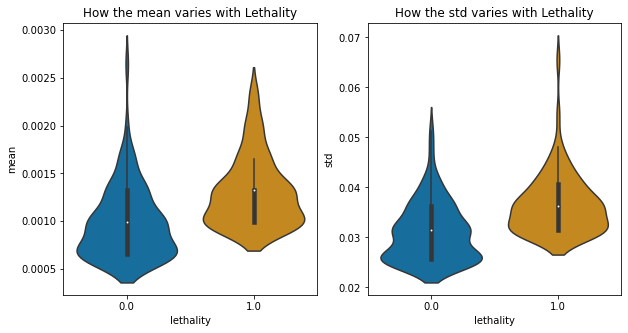 How the mean varies with Lethality
mean
0.0030
0.0025
0.0020
0.0015
0.0010
0.0005
0.0
1.0
lethality
How the std varies with Lethality
std
0.07
0.06
0.05
0.04
0.03
0.02
0.0
1.0
lethality